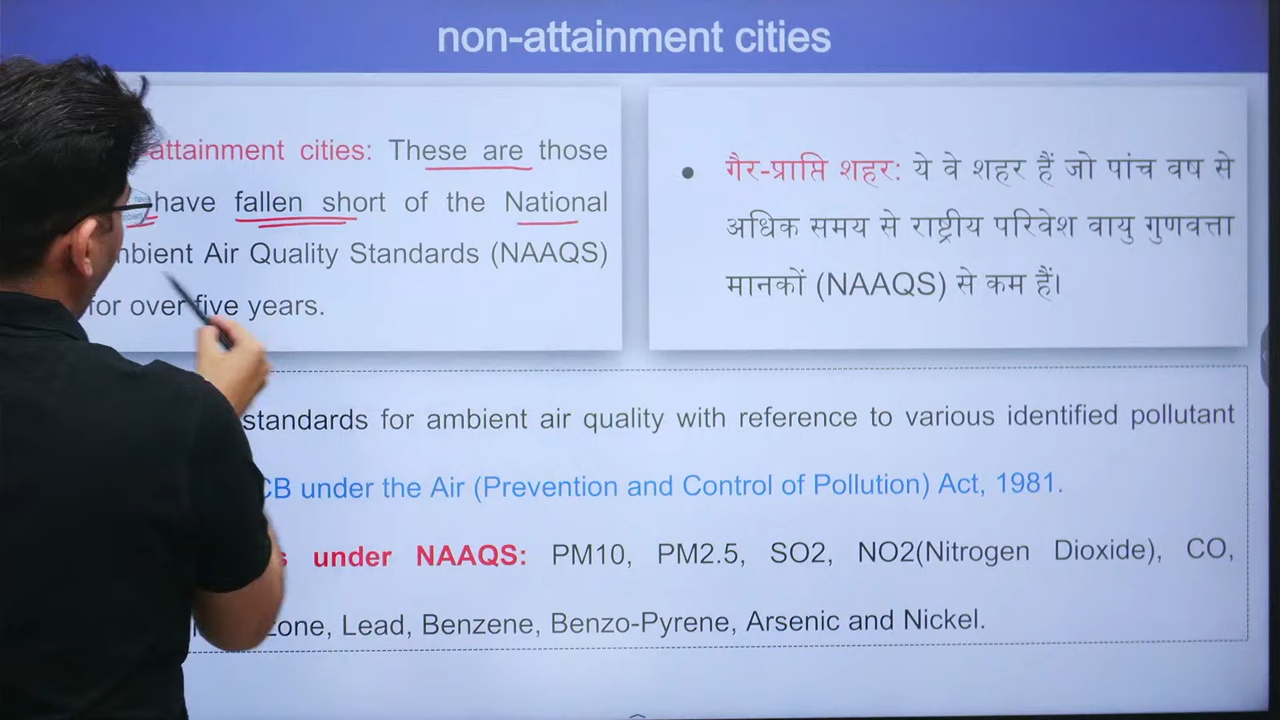 non-attainment cities
attainment cities: These are those
have fallen short of the National
Air Quality Standards (NAAQS)
for over five years.
गैर-प्राप्ति शहर: ये वे शहर हैं जो पांच वष से
अधिक समय से राष्ट्रीय परिवेश वायु गुणवत्ता
मानकों (NAAQS) से कम हैं।
standards for ambient air quality with reference to various identified pollutant
under the Air (Prevention and Control of Pollution) Act, 1981.
under NAAQS: PM10, PM2.5, SO2, NO2(Nitrogen Dioxide), CO,
Lead, Benzene, Benzo-Pyrene, Arsenic and Nickel.